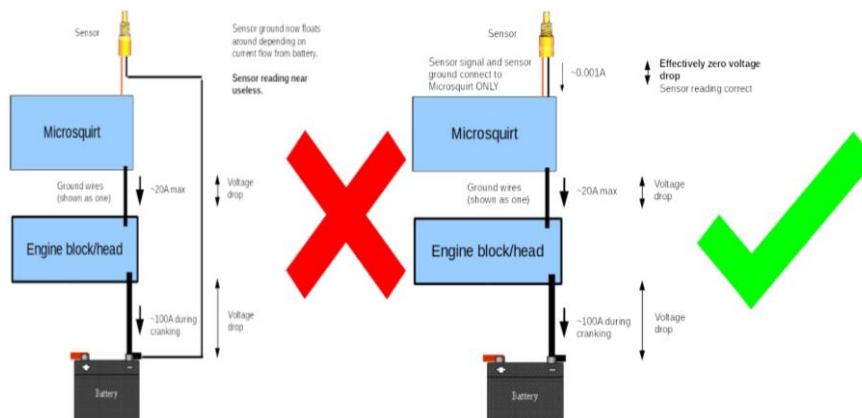 Sensor
Sensor ground now floats
around depending on
current flow from battery.
Sensor reading near
useless.
Microsquirt
Ground wires
(shown as one)
~20A max
Voltage
drop
Engine block/head
~100A during
cranking
Voltage
drop
Battery
Sensor
Sensor signal and sensor
ground connect to
Microsquirt ONLY
~0.001A
Effectively zero voltage
drop
Sensor reading correct
Microsquirt
Ground wires
(shown as one)
~20A max
Voltage
drop
Engine block/head
~100A during
cranking
Voltage
drop
Battery